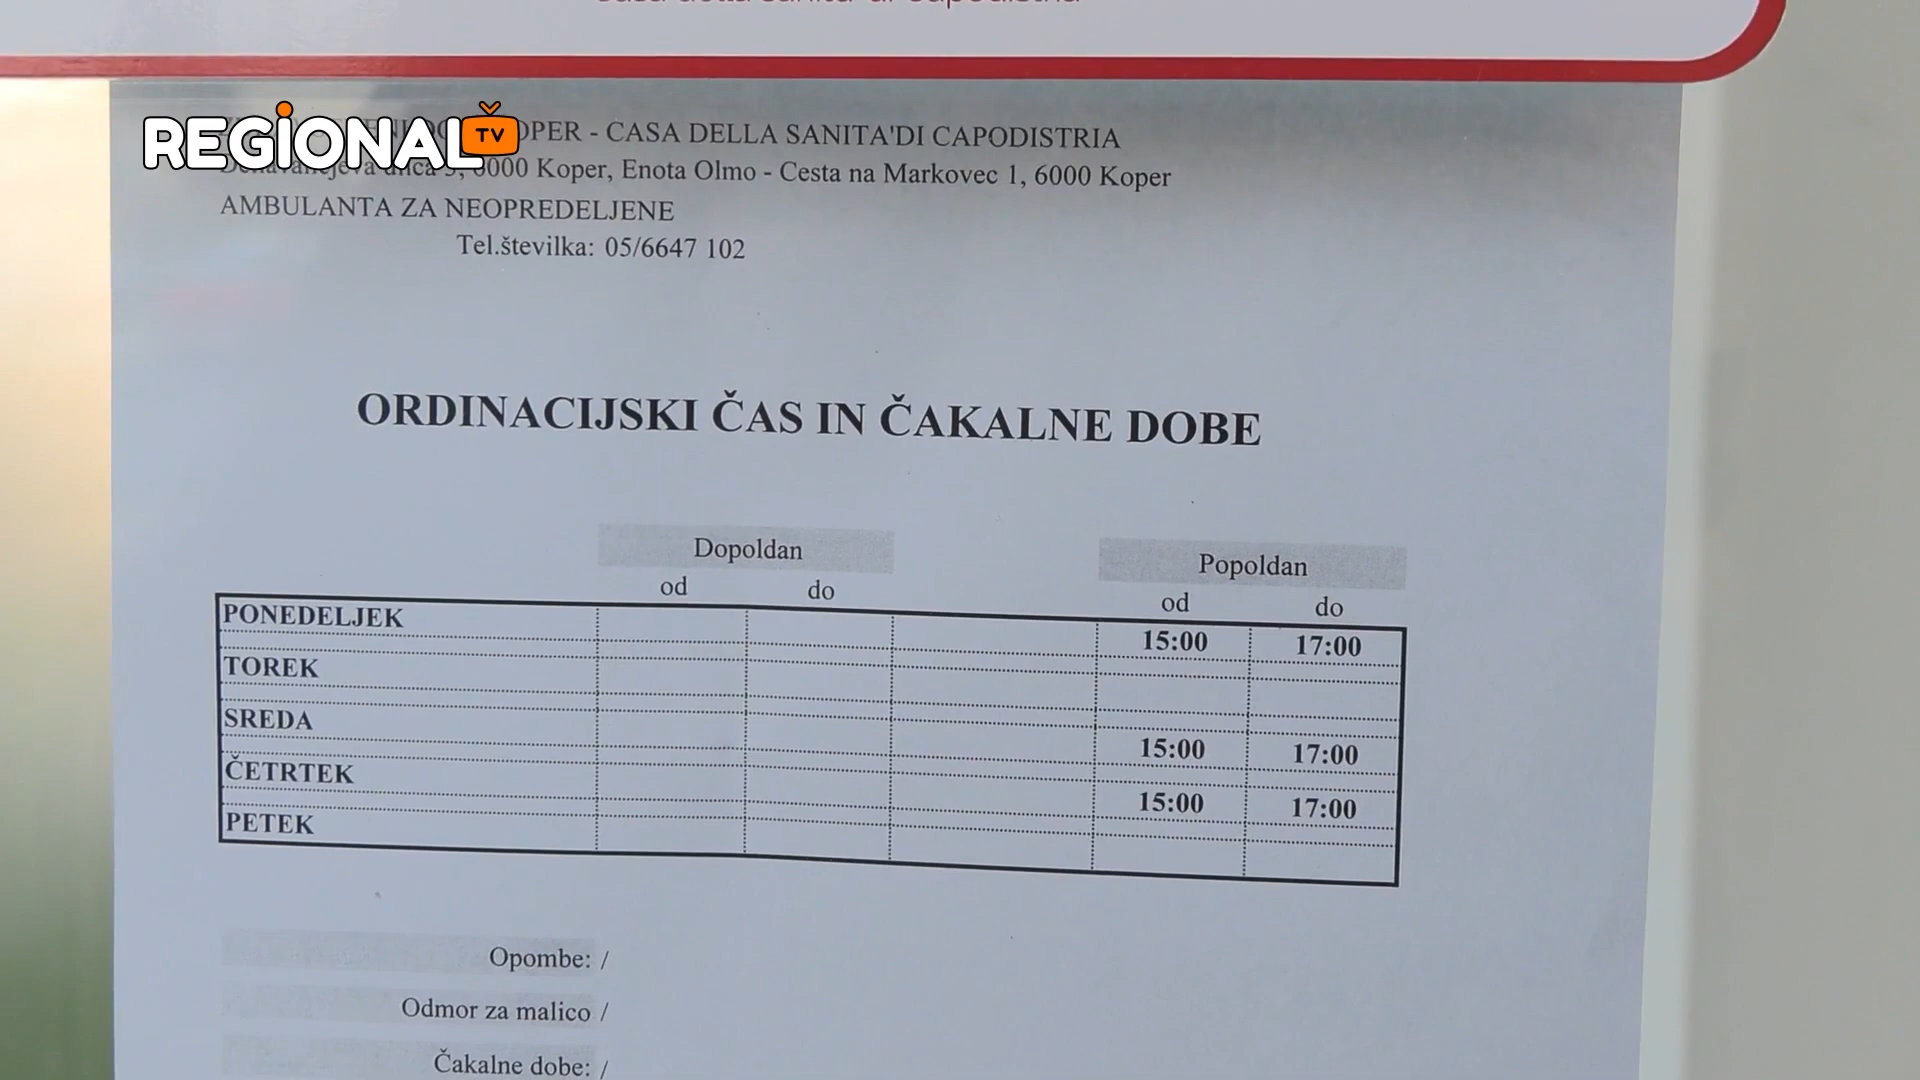 REGIONAL TV
OPER - CASA DELLA SANITA'DI CAPODISTRIA
6000 Koper, Enota Olmo - Cesta na Markovec 1, 6000 Koper
AMBULANTA ZA NEOPREDELJENE
Tel.številka: 05/6647 102
ORDINACIJSKI ČAS IN ČAKALNE DOBE
Dopoldan Popoldan
od do od do
PONEDELJEK 15:00 17:00
TOREK
SREDA 15:00 17:00
ČETRTEK 15:00 17:00
PETEK
Opombe: /
Odmor za malico /
Čakalne dobe: /